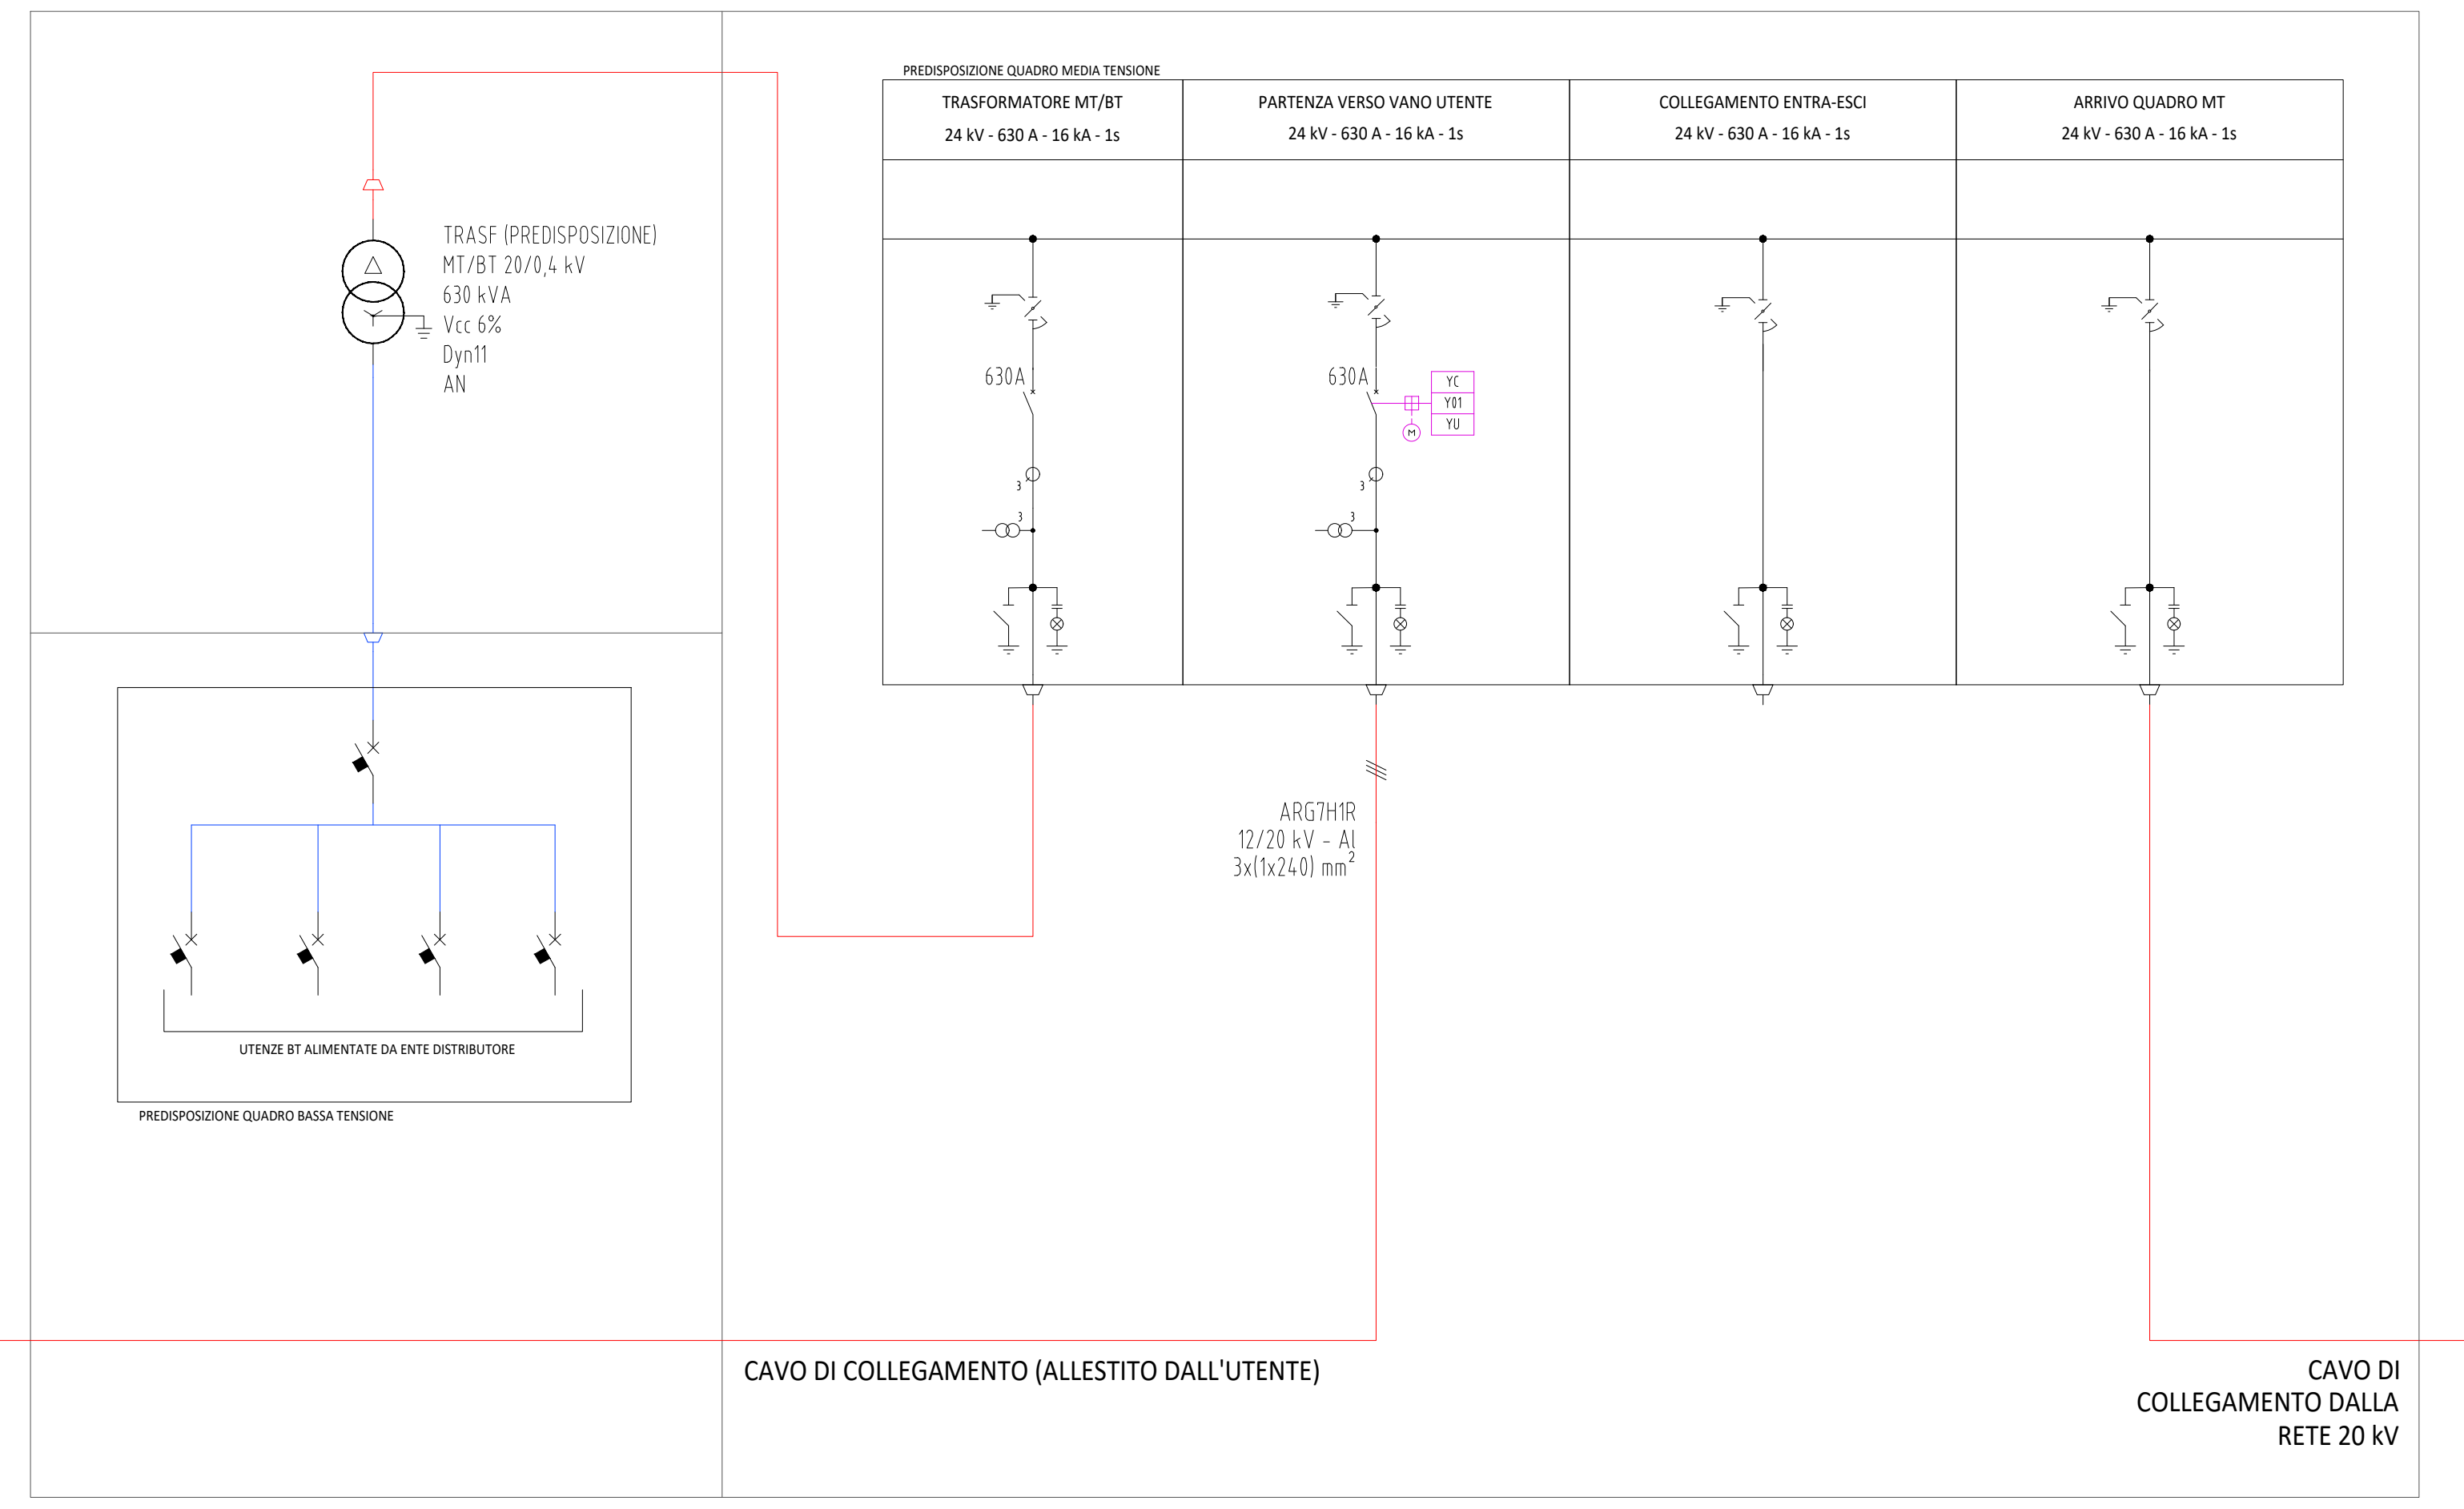 PREDISPOSIZIONE QUADRO MEDIA TENSIONE
TRASFORMATORE MT/BT
24 kV - 630 A - 16 kA - 1s
PARTENZA VERSO VANO UTENTE
24 kV - 630 A - 16 kA - 1s
COLLEGAMENTO ENTRA-ESCI
24 kV - 630 A - 16 kA - 1s
ARRIVO QUADRO MT
24 kV - 630 A - 16 kA - 1s
TRASF (PREDISPOSIZIONE)
MT/BT 20/0,4 kV
630 kVA
Vcc 6%
Dyn11
AN
630A
3
3
630A
YC
Y01
YU
M
3
3
ARG7H1R
12/20 kV - Al
3x(1x240) mm²
UTENZE BT ALIMENTATE DA ENTE DISTRIBUTORE
PREDISPOSIZIONE QUADRO BASSA TENSIONE
CAVO DI COLLEGAMENTO (ALLESTITO DALL'UTENTE)
CAVO DI
COLLEGAMENTO DALLA
RETE 20 kV